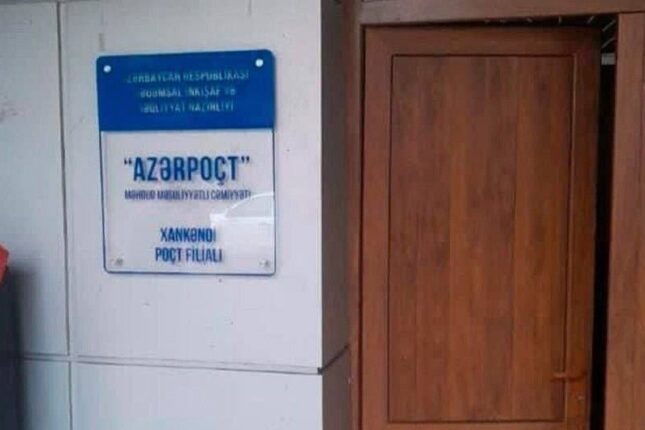 AZƏRBAYCAN RESPUBLİKASI
RƏQƏMSAL İNKİŞAF VƏ
NƏQLİYYAT NAZİRLİYİ
"AZƏRPOÇT"
MƏHDUD MƏSULİYYƏTLİ CƏMİYYƏTİ
XANKƏNDİ
POÇT FİLİALI